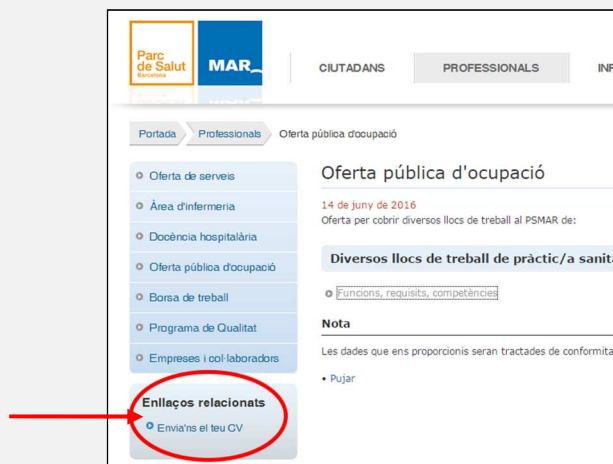 Parc
de Salut
Barcelona
MAR
CIUTADANS
PROFESSIONALS
Portada
Professionals
Oferta pública d'ocupació
Oferta de serveis
Àrea d'infermeria
Docència hospitalària
Oferta pública d'ocupació
Borsa de treball
Programa de Qualitat
Empreses i col·laboradors
Enllaços relacionats
Envia'ns el teu CV
Oferta pública d'ocupació
14 de juny de 2016
Oferta per cobrir diversos llocs de treball al PSMAR de:
Diversos llocs de treball de pràctic/a
Funcions, requisits, competències
Nota
Les dades que ens proporcionis seran tractades de
• Pujar